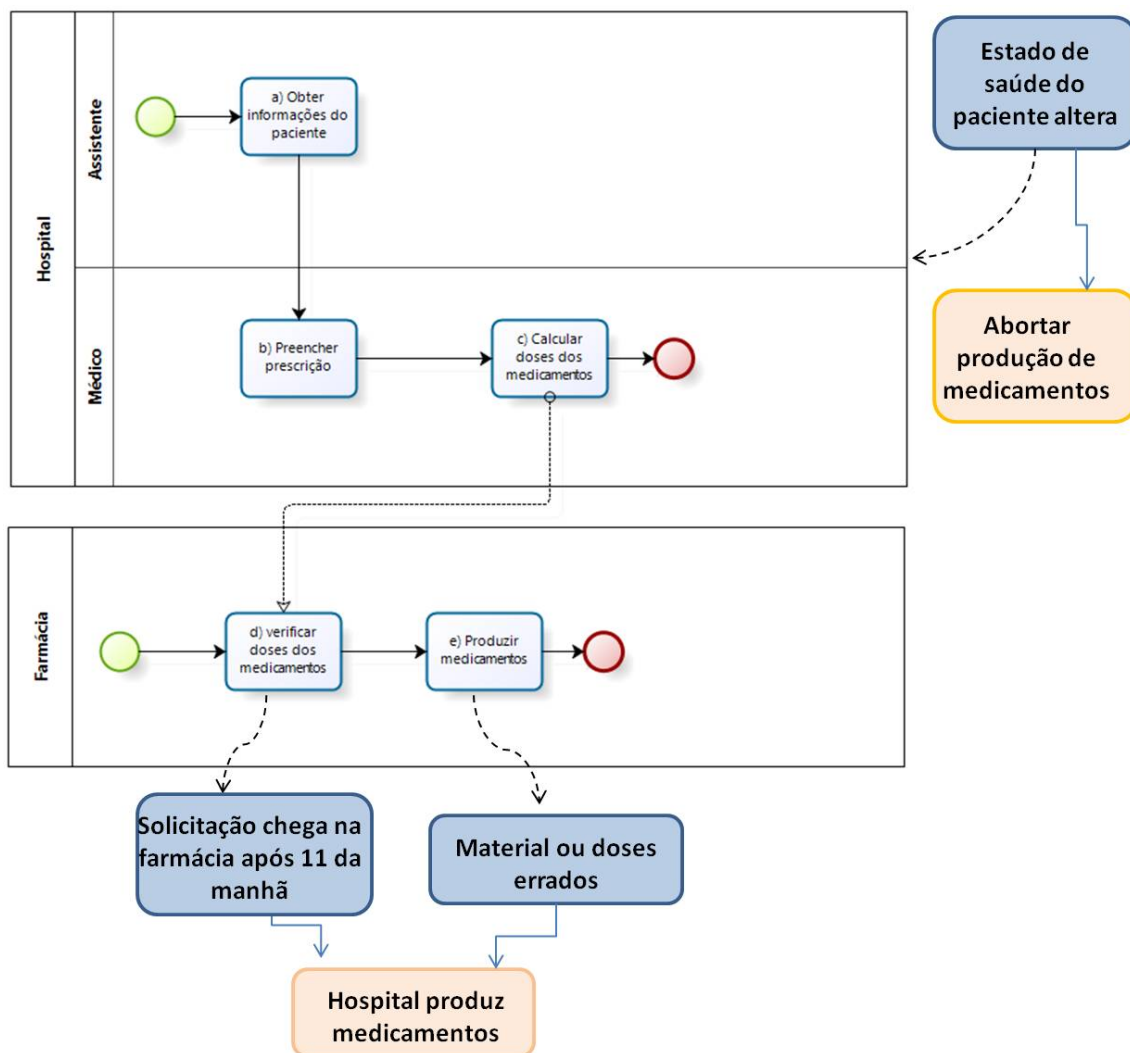 Hospital
Assistente
a) Obter
informações do
paciente
Médico
b) Preencher
prescrição
c) Calcular
doses dos
medicamentos
Estado de
saúde do
paciente altera
Abortar
produção de
medicamentos
Farmácia
d) verificar
doses dos
medicamentos
e) Produzir
medicamentos
Solicitação chega na
farmácia após 11 da
manhã
Material ou doses
errados
Hospital produz
medicamentos